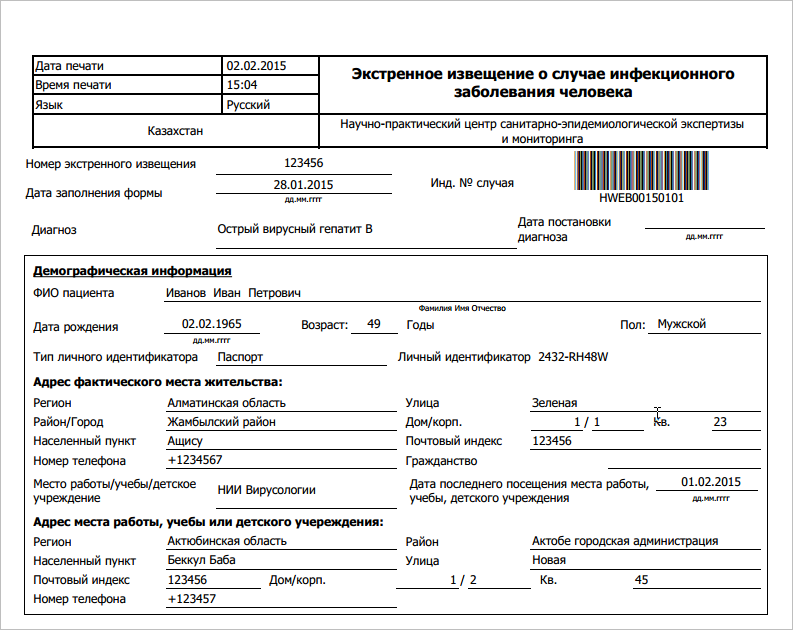 Дата печати 02.02.2015
Время печати 15:04
Язык Русский
Экстренное извещение о случае инфекционного
заболевания человека
Казахстан
Научно-практический центр санитарно-эпидемиологической экспертизы
и мониторинга
Номер экстренного извещения 123456
Дата заполнения формы 28.01.2015
дд.мм.гггг
Инд. № случая
HWEB00150101
Диагноз Острый вирусный гепатит В
Дата постановки
диагноза
дд.мм.гггг
Демографическая информация
ФИО пациента Иванов Иван Петрович
Фамилия Имя Отчество
Дата рождения 02.02.1965 Возраст: 49 Годы Пол: Мужской
дд.мм.гггг
Тип личного идентификатора Паспорт Личный идентификатор 2432-RH48W
Адрес фактического места жительства:
Регион Алматинская область Улица Зеленая
Район/Город Жамбылский район Дом/корп. 1 / 1 Кв. 23
Населенный пункт Ащису Почтовый индекс 123456
Номер телефона +1234567 Гражданство
Место работы/учебы/детское
учреждение
НИИ Вирусологии
Дата последнего посещения места работы,
учебы, детского учреждения
01.02.2015
дд.мм.гггг
Адрес места работы, учебы или детского учереждения:
Регион Актюбинская область Район Актобе городская администрация
Населенный пункт Беккул Баба Улица Новая
Почтовый индекс 123456 Дом/корп. 1 / 2 Кв. 45
Номер телефона +123457